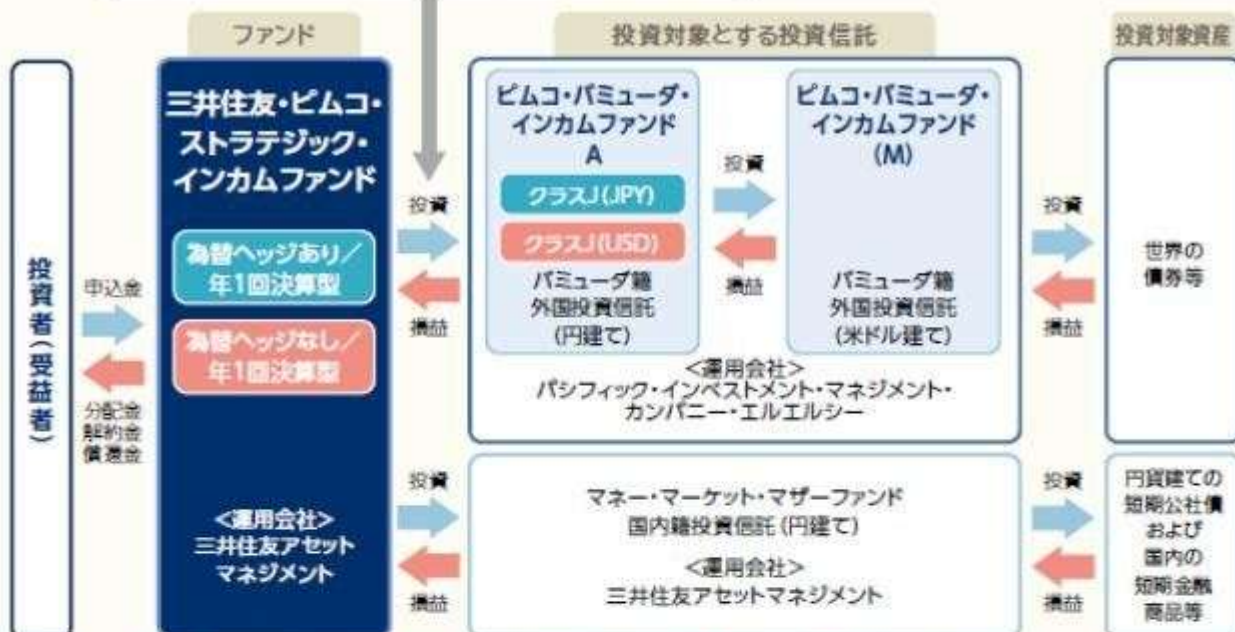 ファンド
投資対象とする投資信託
投資対象資産
投資者(受益者)
申込金
分配金
解約金
償還金
三井住友・ピムコ・
ストラテジック・
インカムファンド
為替ヘッジあり/
年1回決算型
為替ヘッジなし/
年1回決算型
<運用会社>
三井住友アセット
マネジメント
投資
損益
投資
損益
ピムコ・バミューダ・
インカムファンド
A
クラスJ(JPY)
クラスJ(USD)
バミューダ籍
外国投資信託
(円建て)
投資
損益
ピムコ・バミューダ・
インカムファンド
(M)
バミューダ籍
外国投資信託
(米ドル建て)
<運用会社>
パシフィック・インベストメント・マネジメント・
カンパニー・エルエルシー
マネー・マーケット・マザーファンド
国内籍投資信託(円建て)
<運用会社>
三井住友アセットマネジメント
投資
損益
投資
損益
世界の
債券等
円貨建ての
短期公社債
および
国内の
短期金融
商品等